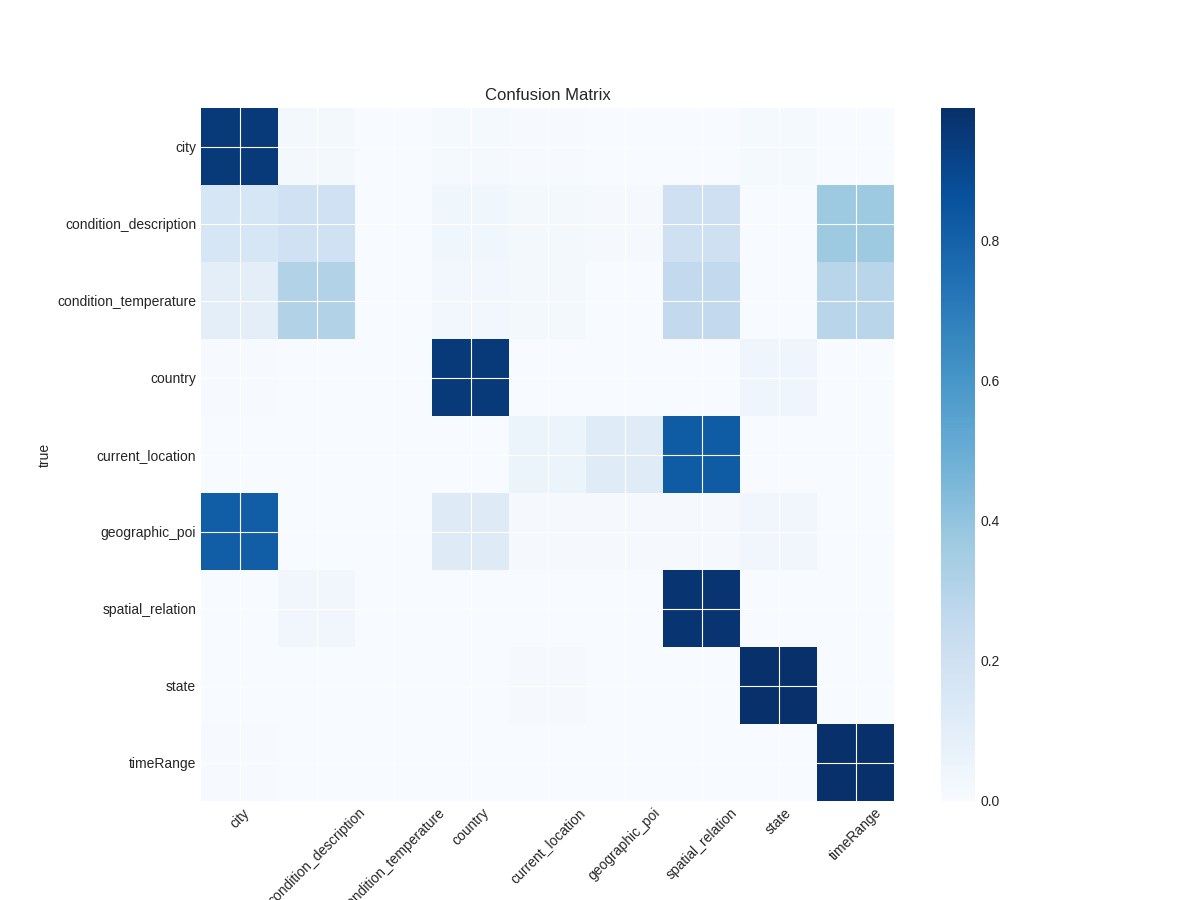 Confusion Matrix
city
condition_description
condition_temperature
country
current_location
geographic_poi
spatial_relation
state
timeRange
true
city
condition_description
ondition_temperature
country
current_location
geographic_poi
spatial_relation
state
timeRange
0.8
0.6
0.4
0.2
0.0